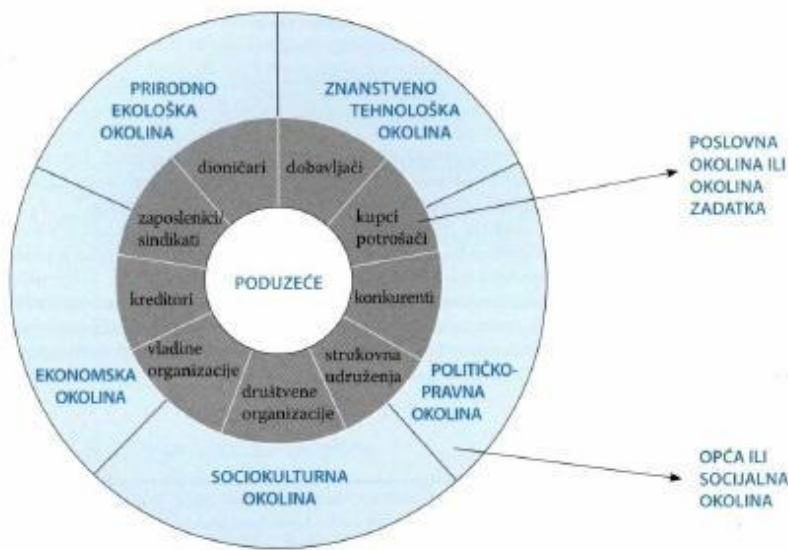 PRIRODNO
EKOLOŠKA
OKOLINA
ZNANSTVENO
TEHNOLOŠKA
OKOLINA
POSLOVNA
OKOLINA ILI
OKOLINA
ZADATKA
dioničari
dobavljači
zaposlenici/
sindikati
kupci
potrošači
PODUZEĆE
kreditori
konkurenti
vladine
organizacije
strukovna
udruženja
društvene
organizacije
EKONOMSKA
OKOLINA
POLITIČKO-
PRAVNA
OKOLINA
SOCIOKULTURNA
OKOLINA
OPĆA ILI
SOCIJALNA
OKOLINA